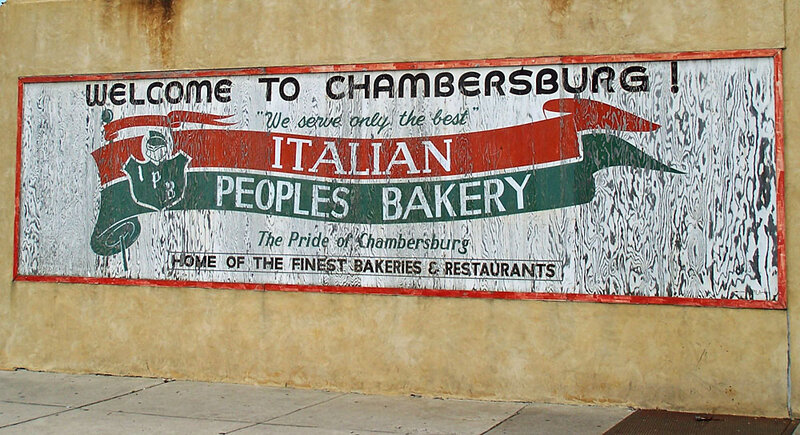 WELCOME TO CHAMBERSBURG!
"We serve only the best"
ITALIAN
PEOPLES BAKERY
IPB
The Pride of Chambersburg
HOME OF THE FINEST BAKERIES & RESTAURANTS